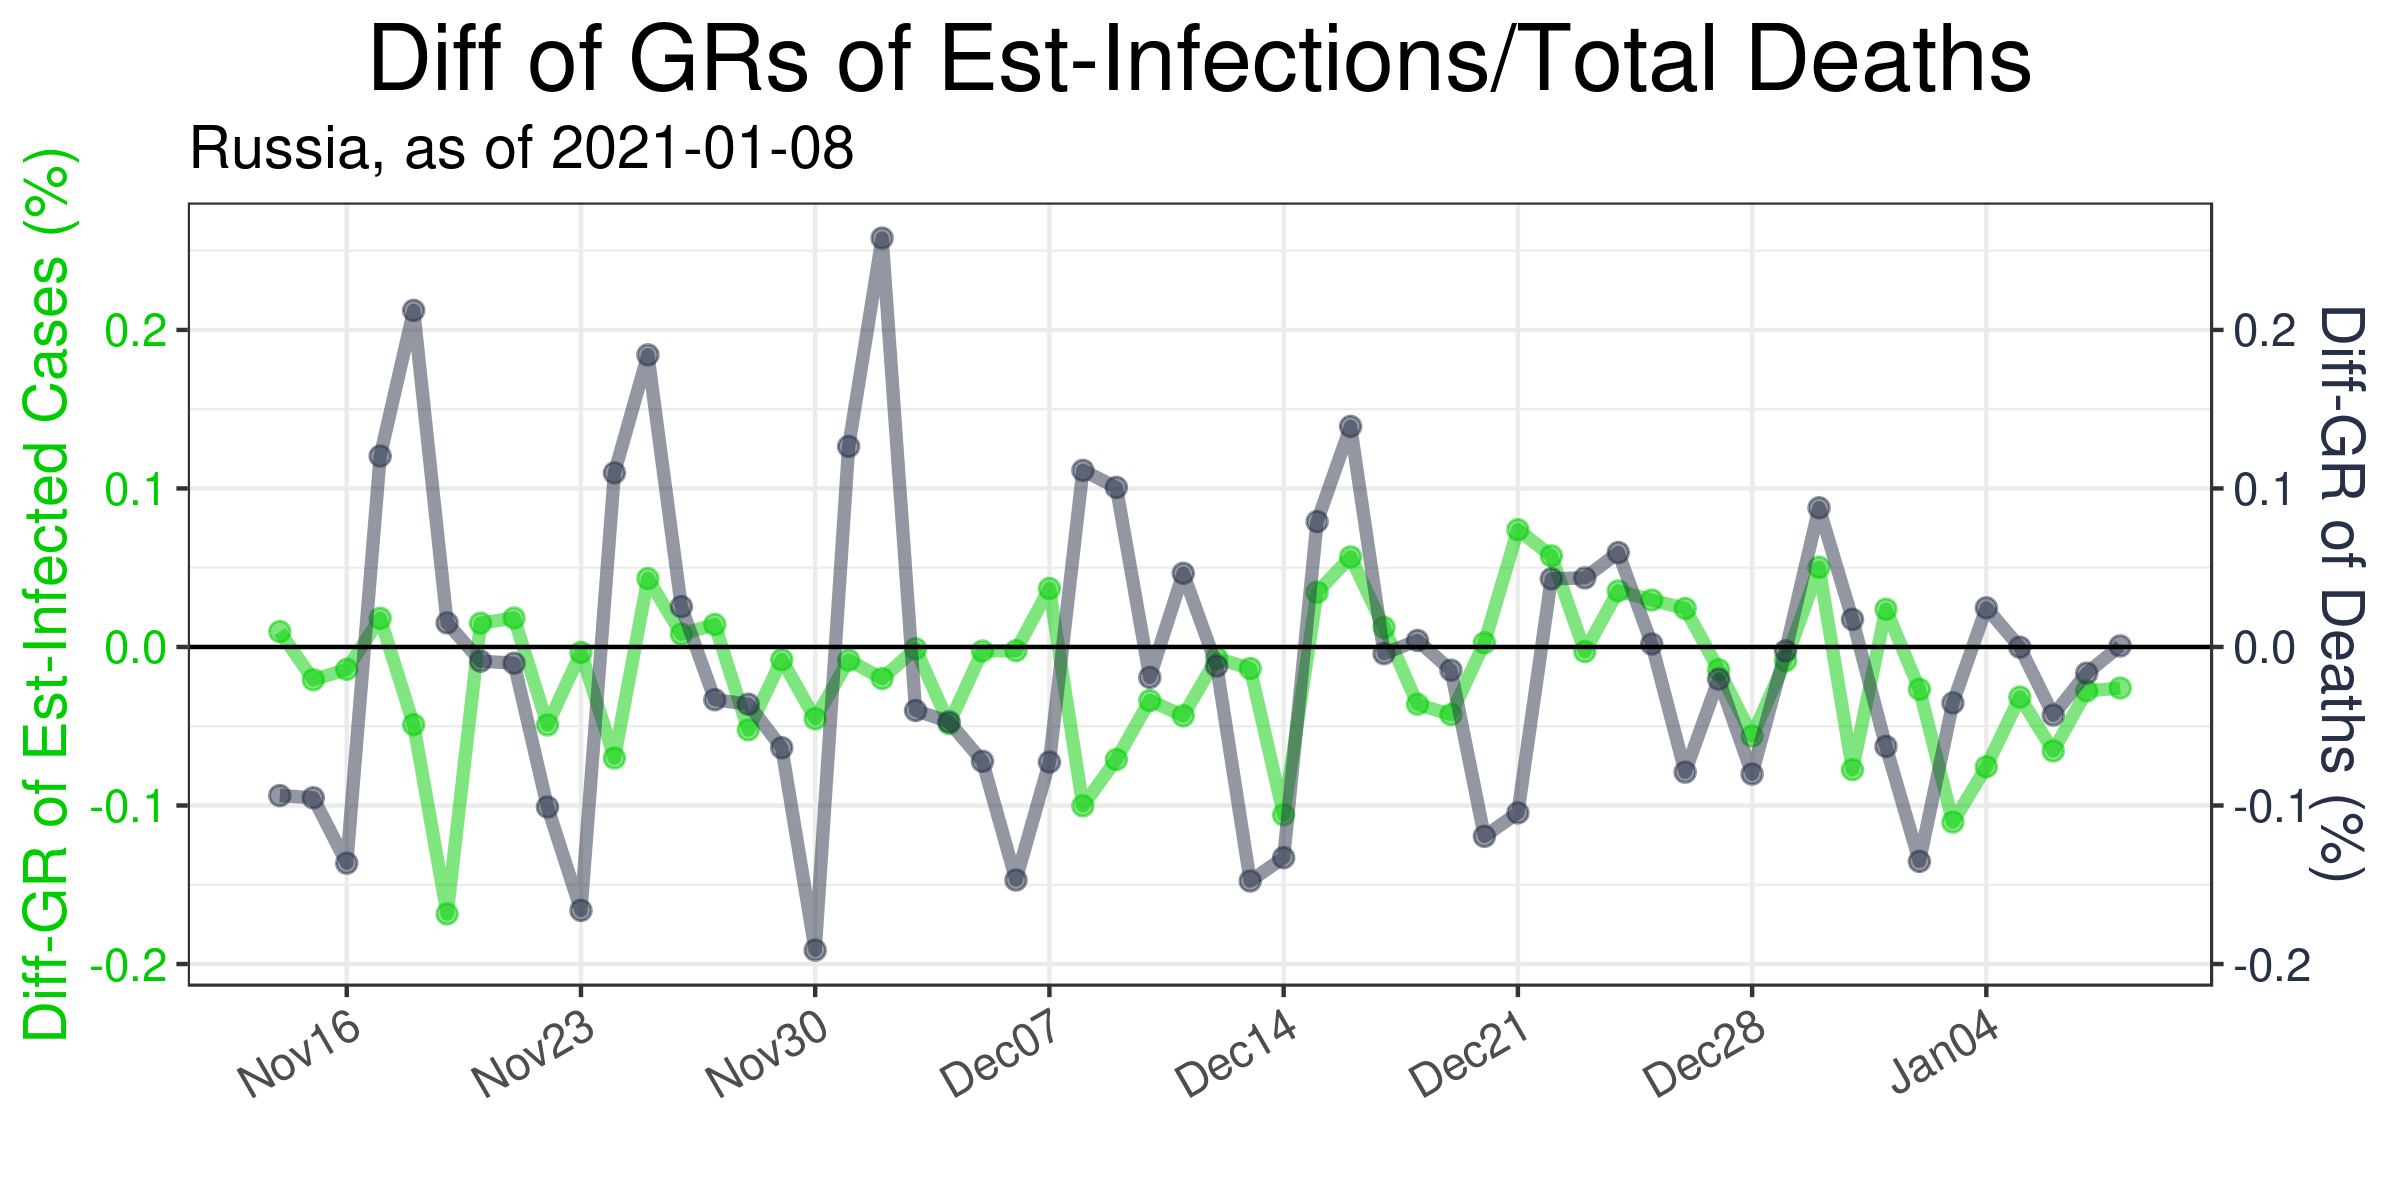 Diff of GRs of Est-Infections/Total Deaths
Russia, as of 2021-01-08
Diff-GR of Est-Infected Cases (%)
0.2
0.1
0.0
-0.1
-0.2
0.2
0.1
0.0
-0.1
-0.2
Diff-GR of Deaths (%)
Nov16
Nov23
Nov30
Dec07
Dec14
Dec21
Dec28
Jan04